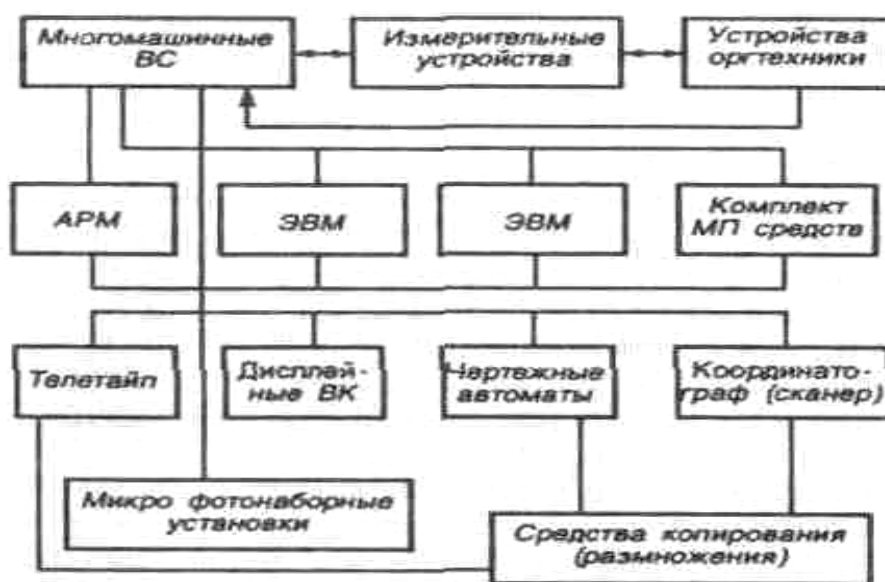 Многомашинные
ВС
Измерительные
устройства
Устройства
оргтехники
АРМ
ЭВМ
ЭВМ
Комплект
МП средств
Телетайп
Дисплей-
ные ВК
Чертежные
автоматы
Координато-
граф (сканер)
Микро фотонаборные
установки
Средства копирования
(размножения)